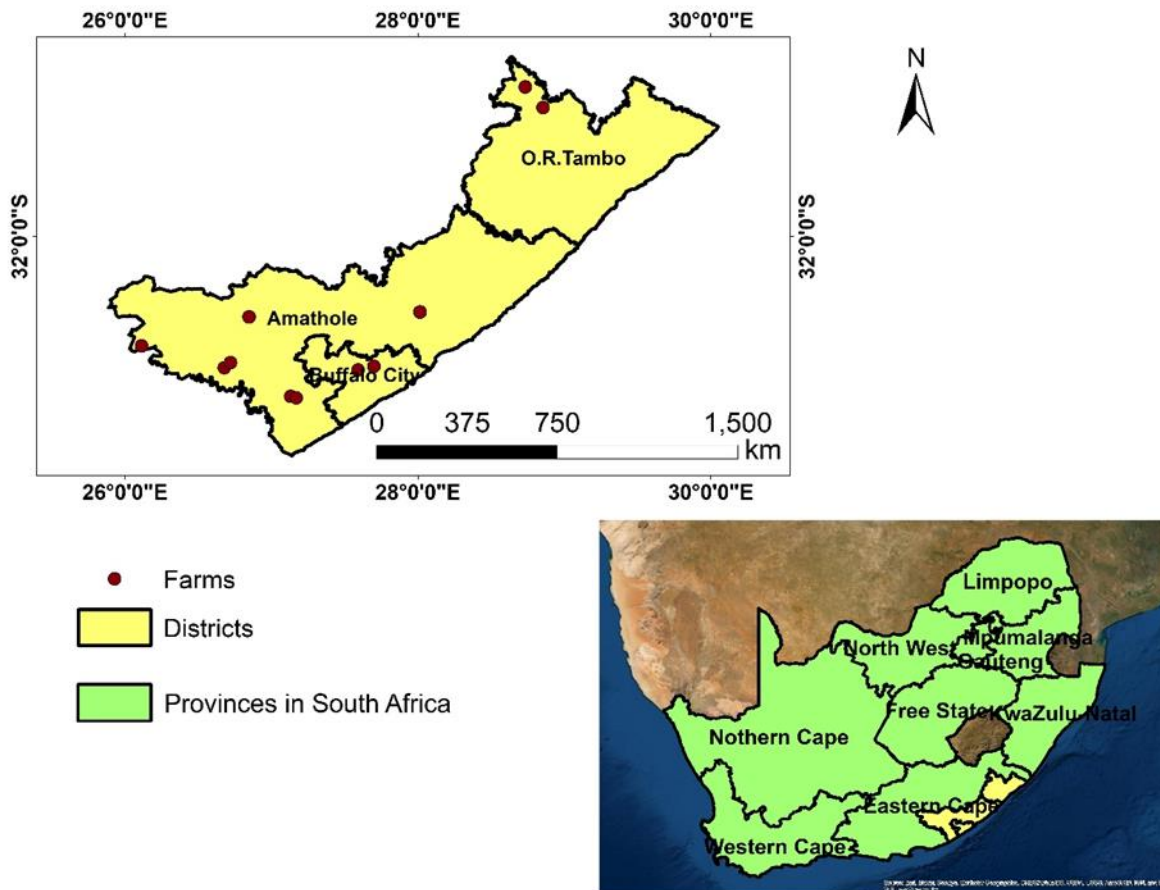 26°0'0"E 28°0'0"E 30°0'0"E
N
O.R.Tambo
32°0'0"S 32°0'0"S
Amathole
Buffalo City
0 375 750 1,500
km
26°0'0"E 28°0'0"E 30°0'0"E
Farms
Districts
Provinces in South Africa
Limpopo
Mpumalanga
North West
Gauteng
Free State
KwaZulu-Natal
Nothern Cape
Eastern Cape
Western Cape